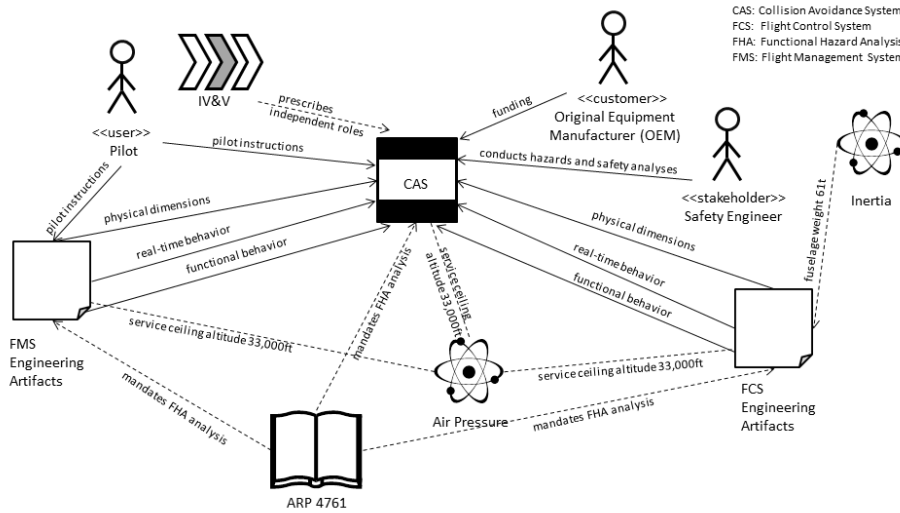 CAS: Collision Avoidance System
FCS: Flight Control System
FHA: Functional Hazard Analysis
FMS: Flight Management System
IV&V
prescribes
independent roles
<<user>>
Pilot
funding
<<customer>>
Original Equipment
Manufacturer (OEM)
pilot instructions
conducts hazards and safety analyses
CAS
<<stakeholder>>
Safety Engineer
Inertia
fuselage weight 61t
pilot instructions
physical dimensions
real-time behavior
functional behavior
physical dimensions
real-time behavior
functional behavior
mandates FHA analysis
service ceiling
altitude 33,000ft
FMS
Engineering
Artifacts
service ceiling altitude 33,000ft
service ceiling altitude 33,000ft
FCS
Engineering
Artifacts
mandates FHA analysis
Air Pressure
mandates FHA analysis
ARP 4761